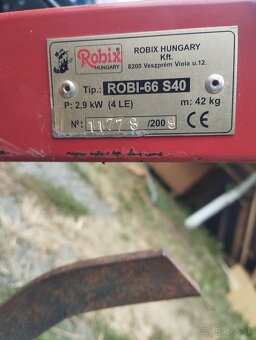 Robix
HUNGARY
ROBIX HUNGARY
Kft.
8200 Veszprém Viola u.12.
Tip.: ROBI-66 S40
P: 2,9 kW (4 LE) m: 42 kg
Nº: 11778 /2009 CE